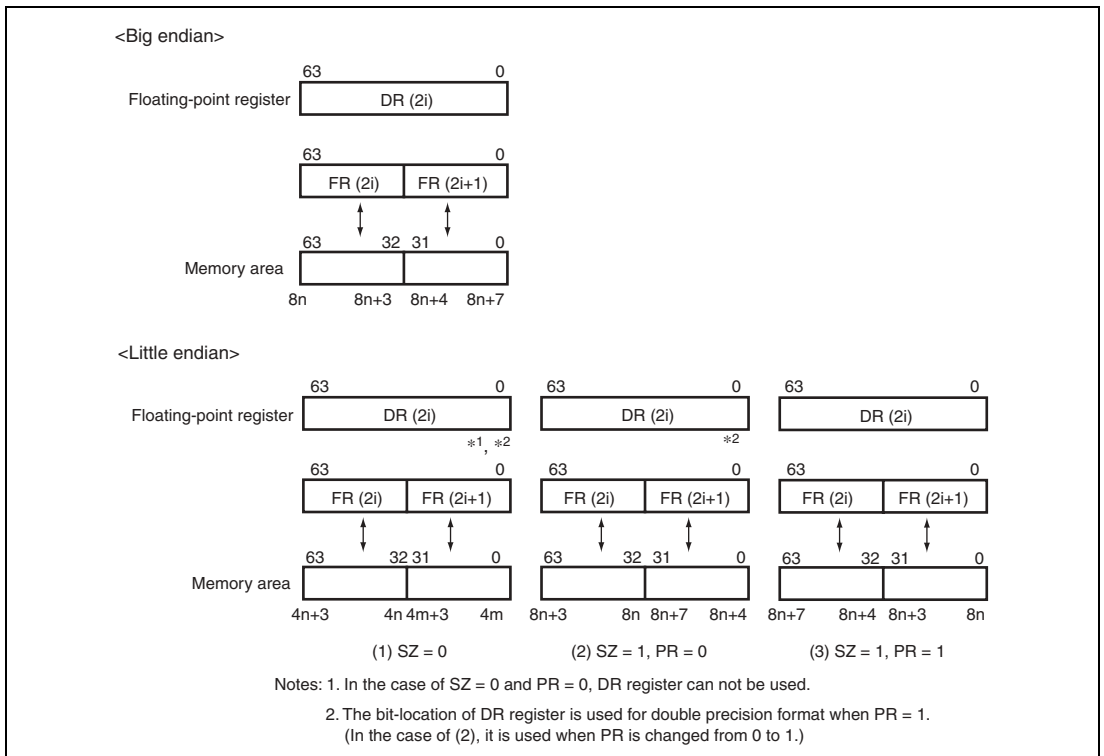 <Big endian>
63 0
Floating-point register DR (2i)
63 0
FR (2i) FR (2i+1)
63 32 31 0
Memory area
8n 8n+3 8n+4 8n+7
<Little endian>
63 0 63 0 63 0
Floating-point register DR (2i) DR (2i) DR (2i)
*1, *2 *2
63 0 63 0 63 0
FR (2i) FR (2i+1) FR (2i) FR (2i+1) FR (2i) FR (2i+1)
63 32 31 0 63 32 31 0 63 32 31 0
Memory area
4n+3 4n 4m+3 4m 8n+3 8n 8n+7 8n+4 8n+7 8n+4 8n+3 8n
(1) SZ = 0 (2) SZ = 1, PR = 0 (3) SZ = 1, PR = 1
Notes: 1. In the case of SZ = 0 and PR = 0, DR register can not be used.
2. The bit-location of DR register is used for double precision format when PR = 1.
(In the case of (2), it is used when PR is changed from 0 to 1.)